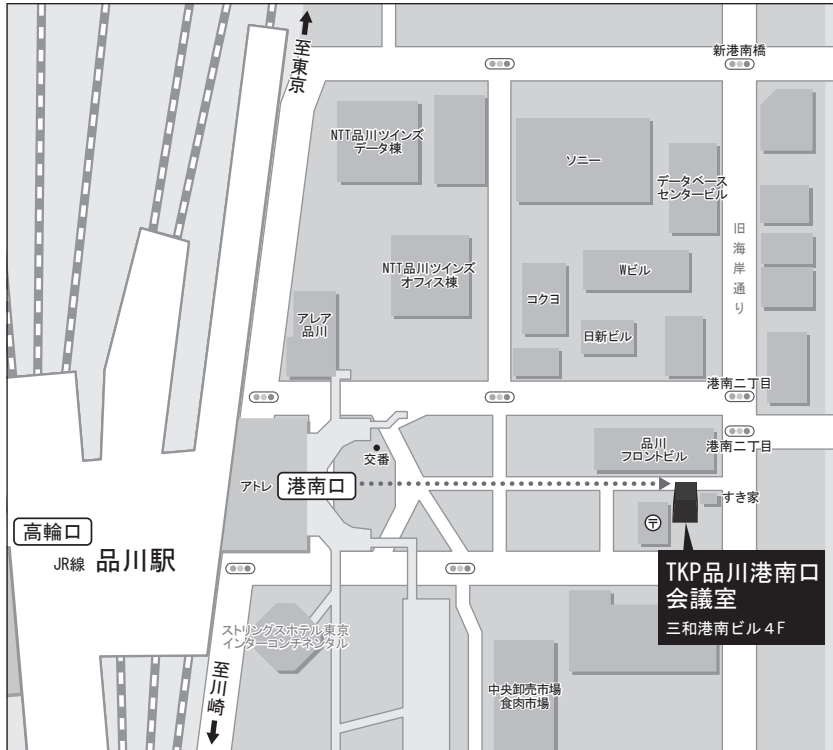 至東京
新港南橋
NTT品川ツインズ
データ棟
ソニー
データベース
センタービル
旧海岸通り
NTT品川ツインズ
オフィス棟
Wビル
コクヨ
アレア
品川
日新ビル
港南二丁目
品川
フロントビル
港南二丁目
交番
アトレ
港南口
すき家
〒
高輪口
JR線 品川駅
TKP品川港南口
会議室
三和港南ビル4F
ストリングスホテル東京
インターコンチネンタル
至川崎
中央卸売市場
食肉市場